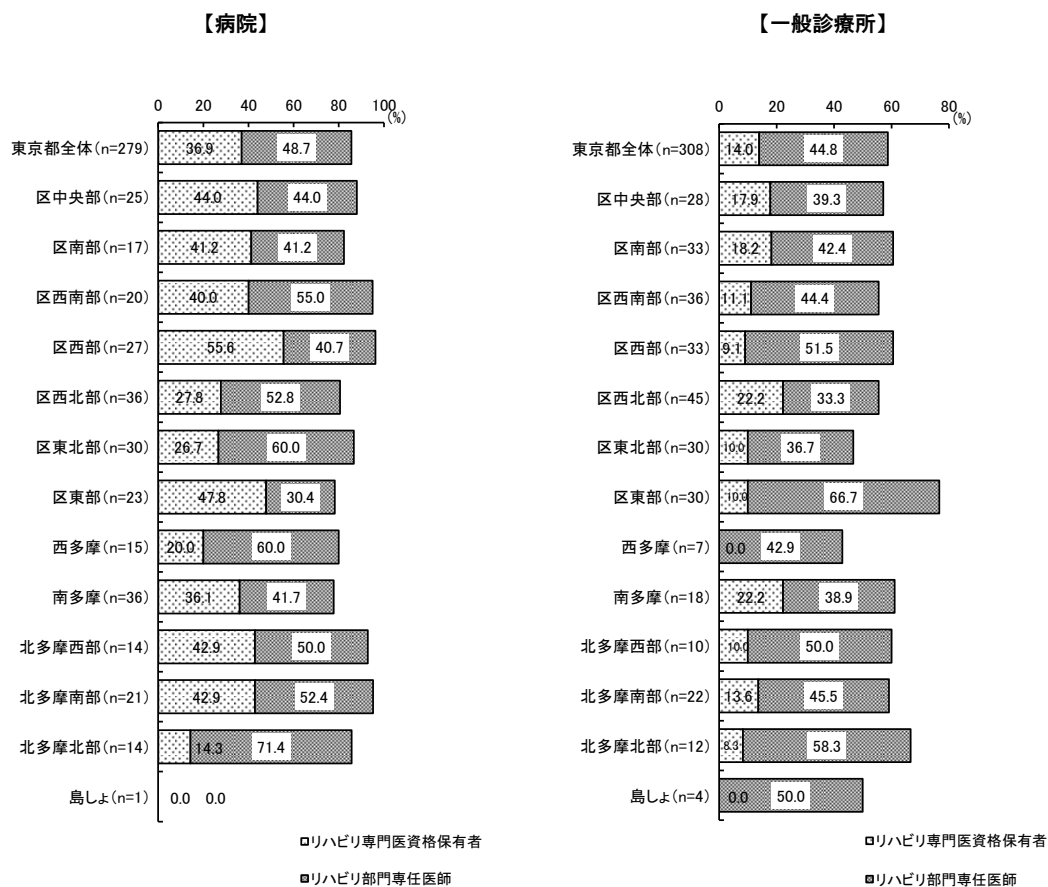 【病院】
0 20 40 60 80 100
(%)
東京都全体(n=279) 36.9 48.7
区中央部(n=25) 44.0 44.0
区南部(n=17) 41.2 41.2
区西南部(n=20) 40.0 55.0
区西部(n=27) 55.6 40.7
区西北部(n=36) 27.8 52.8
区東北部(n=30) 26.7 60.0
区東部(n=23) 47.8 30.4
西多摩(n=15) 20.0 60.0
南多摩(n=36) 36.1 41.7
北多摩西部(n=14) 42.9 50.0
北多摩南部(n=21) 42.9 52.4
北多摩北部(n=14) 14.3 71.4
島しょ(n=1) 0.0 0.0
リハビリ専門医資格保有者
リハビリ部門専任医師
【一般診療所】
0 20 40 60 80
(%)
東京都全体(n=308) 14.0 44.8
区中央部(n=28) 17.9 39.3
区南部(n=33) 18.2 42.4
区西南部(n=36) 11.1 44.4
区西部(n=33) 9.1 51.5
区西北部(n=45) 22.2 33.3
区東北部(n=30) 10.0 36.7
区東部(n=30) 10.0 66.7
西多摩(n=7) 0.0 42.9
南多摩(n=18) 22.2 38.9
北多摩西部(n=10) 10.0 50.0
北多摩南部(n=22) 13.6 45.5
北多摩北部(n=12) 8.3 58.3
島しょ(n=4) 0.0 50.0
リハビリ専門医資格保有者
リハビリ部門専任医師